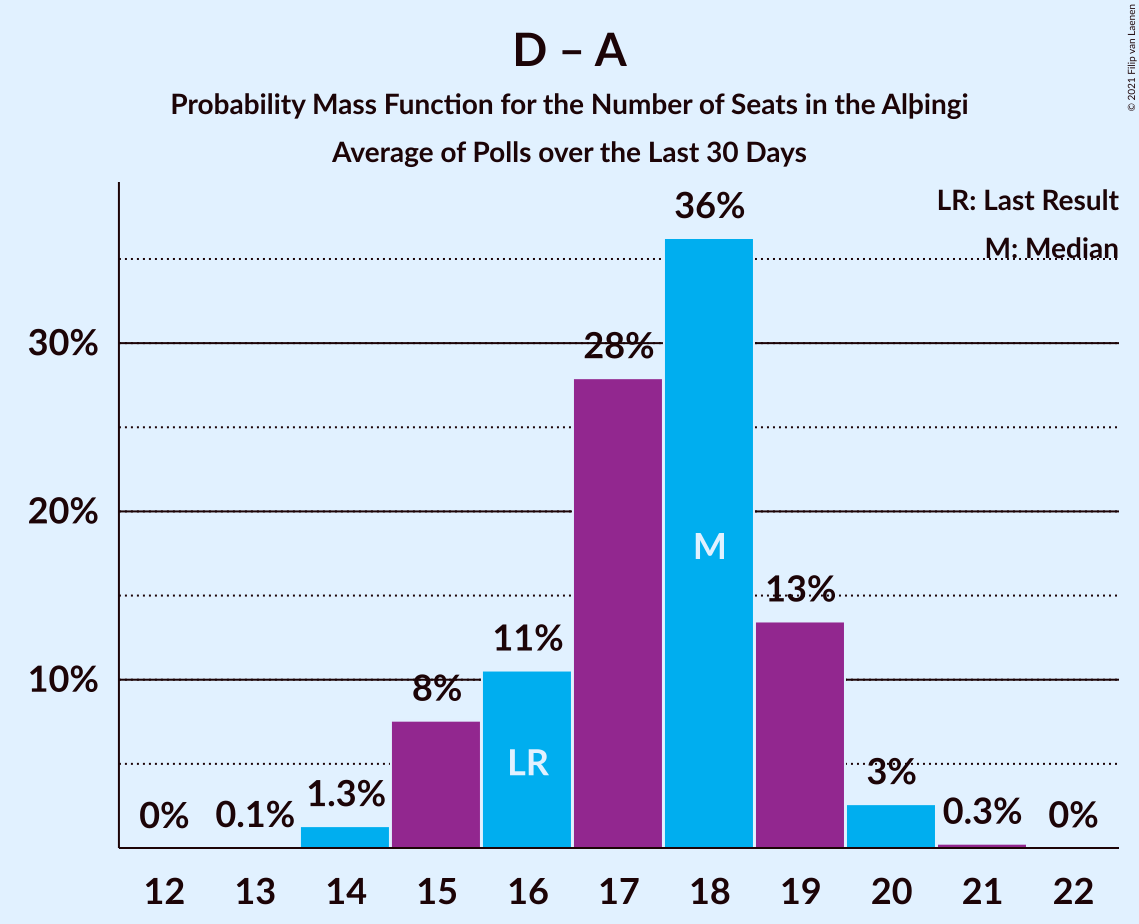 D – A
Probability Mass Function for the Number of Seats in the Alþingi
Average of Polls over the Last 30 Days
© 2021 Filip van Laenen
LR: Last Result
M: Median
30%
20%
10%
0%
0.1%
1.3%
8%
11%
28%
36%
13%
3%
0.3%
0%
LR
M
12 13 14 15 16 17 18 19 20 21 22